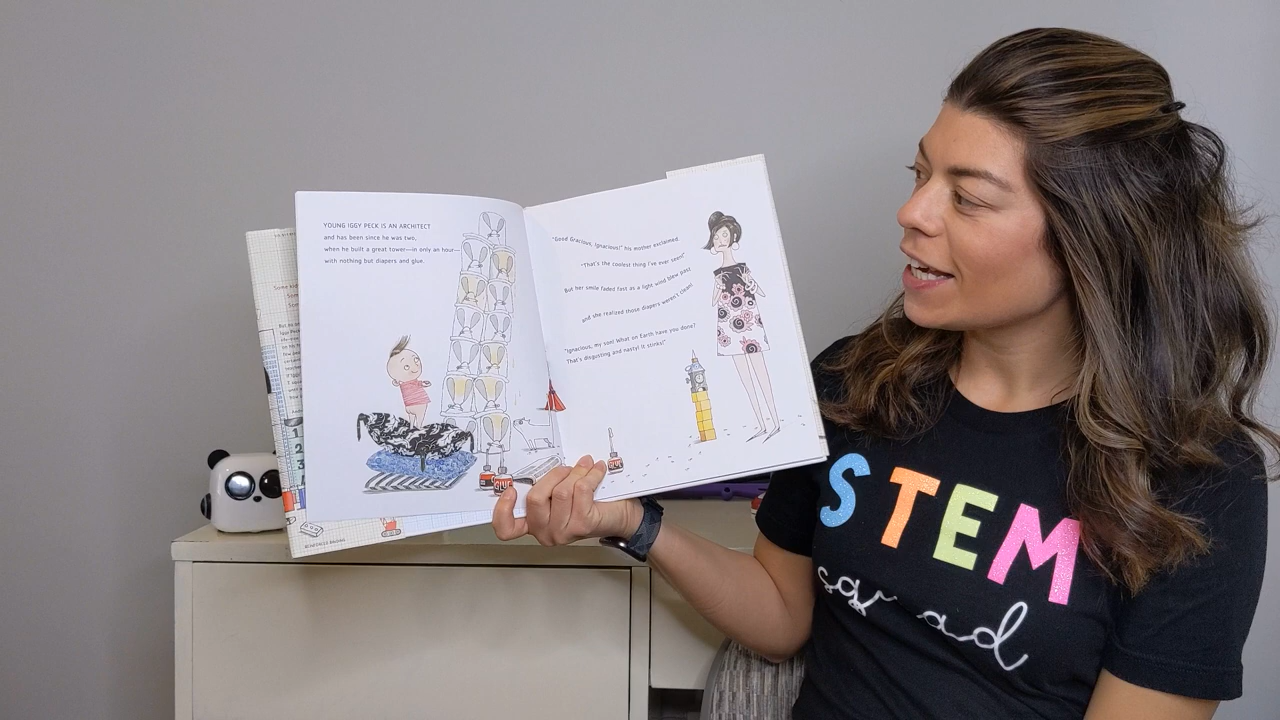 YOUNG IGGY PECK IS AN ARCHITECT
and has been since he was two,
when he built a great tower—in only an hour—
with nothing but diapers and glue.
"Good Gracious, Ignacious!" his mother exclaimed.
"That's the coolest thing I've ever seen!"
But her smile faded fast as a light wind blew past
and she realized those diapers weren't clean!
"Ignacious, my son! What on Earth have you done?
That's disgusting and nasty! It stinks!"
GLUE
GLUE
STEM
squad